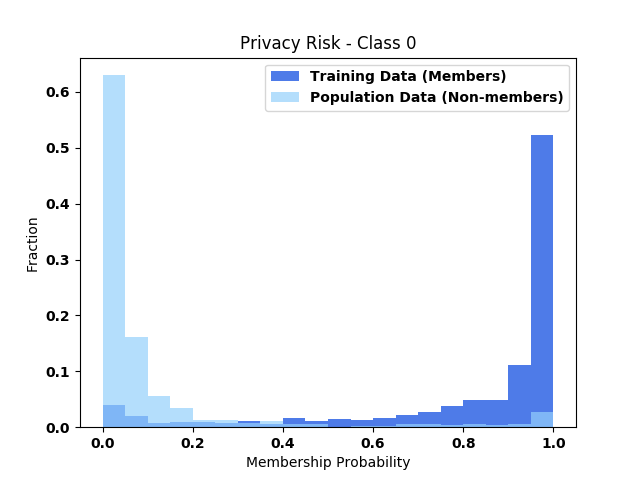 Privacy Risk - Class 0
Training Data (Members)
Population Data (Non-members)
Fraction
0.6
0.5
0.4
0.3
0.2
0.1
0.0
0.0 0.2 0.4 0.6 0.8 1.0
Membership Probability